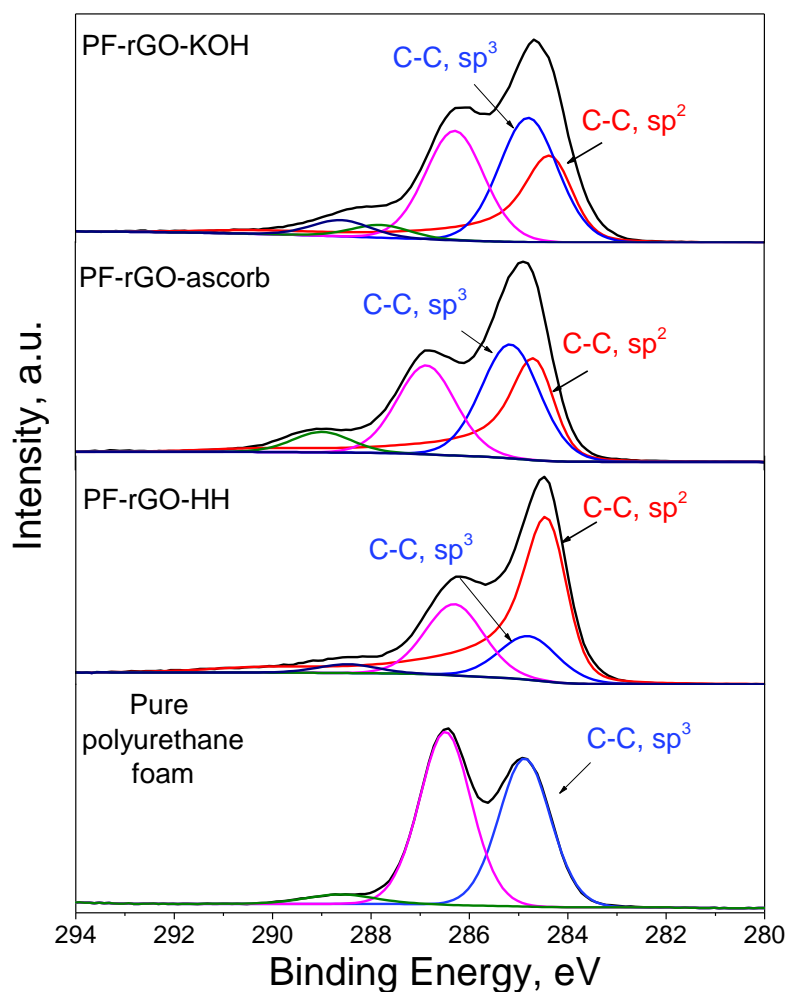 PF-rGO-KOH
C-C, sp³
C-C, sp²
PF-rGO-ascorb
C-C, sp³
C-C, sp²
PF-rGO-HH
C-C, sp²
C-C, sp³
Pure
polyurethane
foam
C-C, sp³
Intensity, a.u.
294 292 290 288 286 284 282 280
Binding Energy, eV